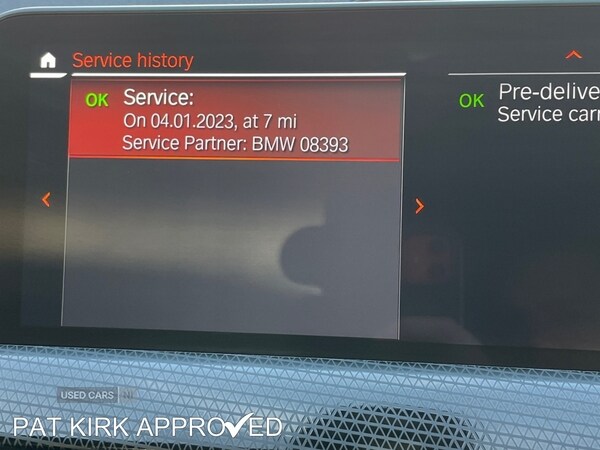 Service history
OK Service:
On 04.01.2023, at 7 mi
Service Partner: BMW 08393
OK Pre-delive
Service carr
USED CARS NI
PAT KIRK APPROVED